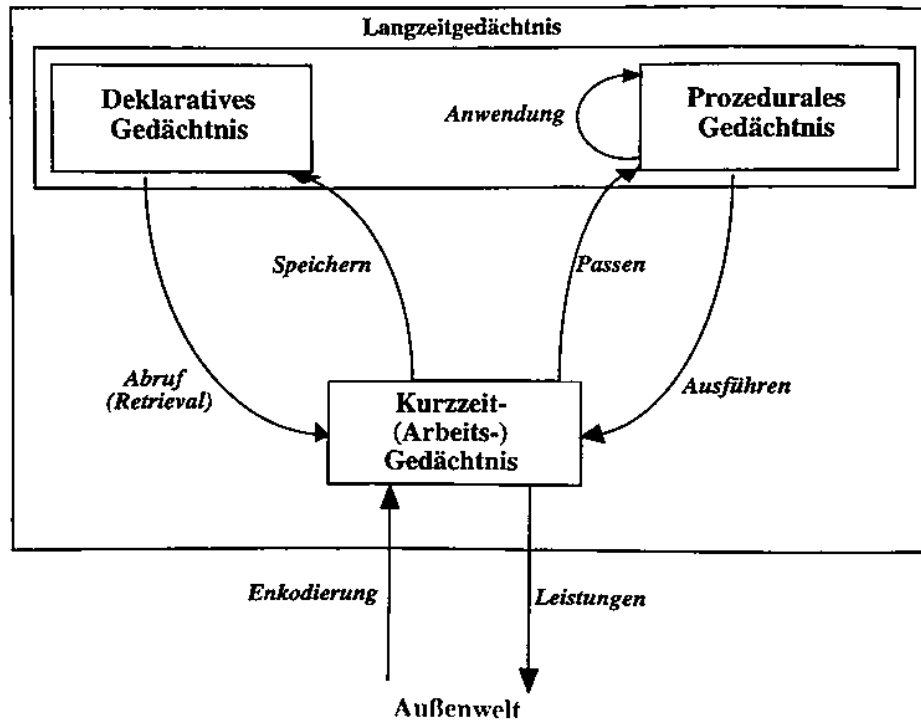 Langzeitgedächtnis
Deklaratives
Gedächtnis
Anwendung
Prozedurales
Gedächtnis
Speichern
Passen
Abruf
(Retrieval)
Ausführen
Kurzzeit-
(Arbeits-)
Gedächtnis
Enkodierung
Leistungen
Außenwelt